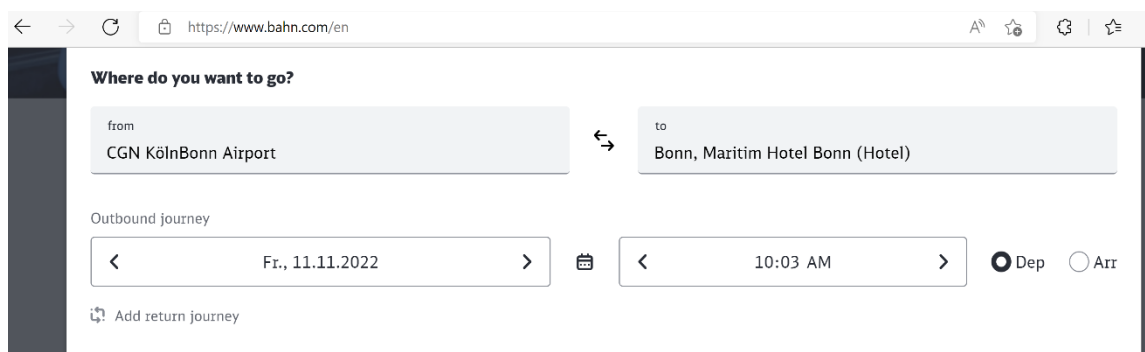 https://www.bahn.com/en
Where do you want to go?
from
CGN KölnBonn Airport
to
Bonn, Maritim Hotel Bonn (Hotel)
Outbound journey
Fr., 11.11.2022
10:03 AM
Dep
Arr
Add return journey